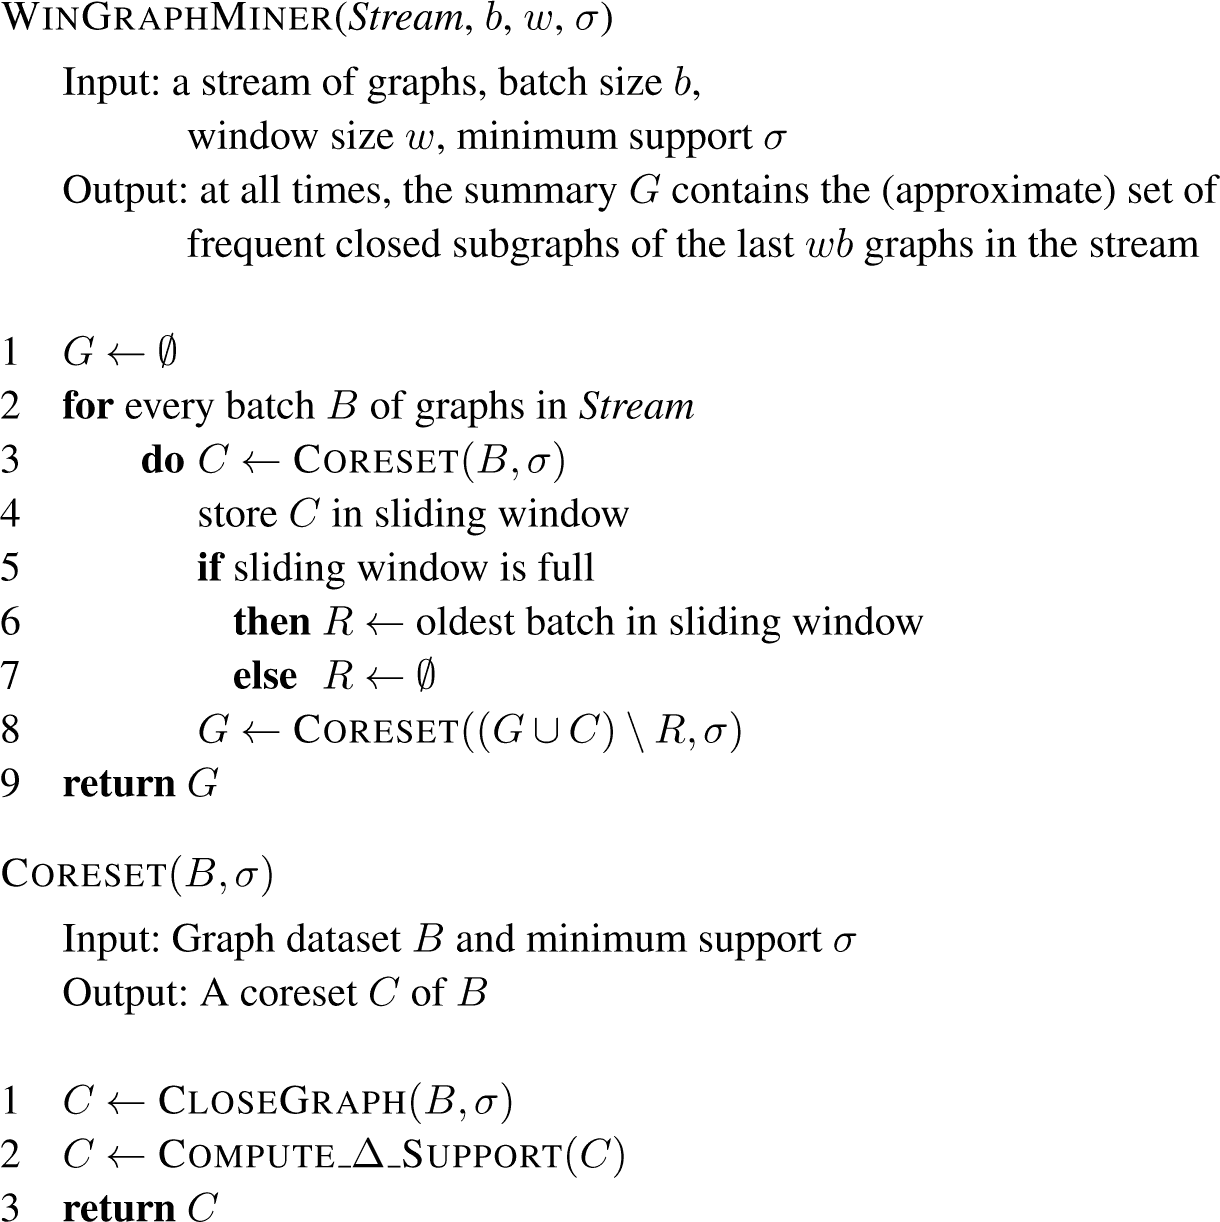 WINGRAPHMINER(Stream, b, w, σ)
Input: a stream of graphs, batch size b,
window size w, minimum support σ
Output: at all times, the summary G contains the (approximate) set of
frequent closed subgraphs of the last wb graphs in the stream
1 G ← ∅
2 for every batch B of graphs in Stream
3 do C ← CORESET(B, σ)
4 store C in sliding window
5 if sliding window is full
6 then R ← oldest batch in sliding window
7 else R ← ∅
8 G ← CORESET((G ∪ C) \ R, σ)
9 return G
CORESET(B, σ)
Input: Graph dataset B and minimum support σ
Output: A coreset C of B
1 C ← CLOSEGRAPH(B, σ)
2 C ← COMPUTE_Δ_SUPPORT(C)
3 return C